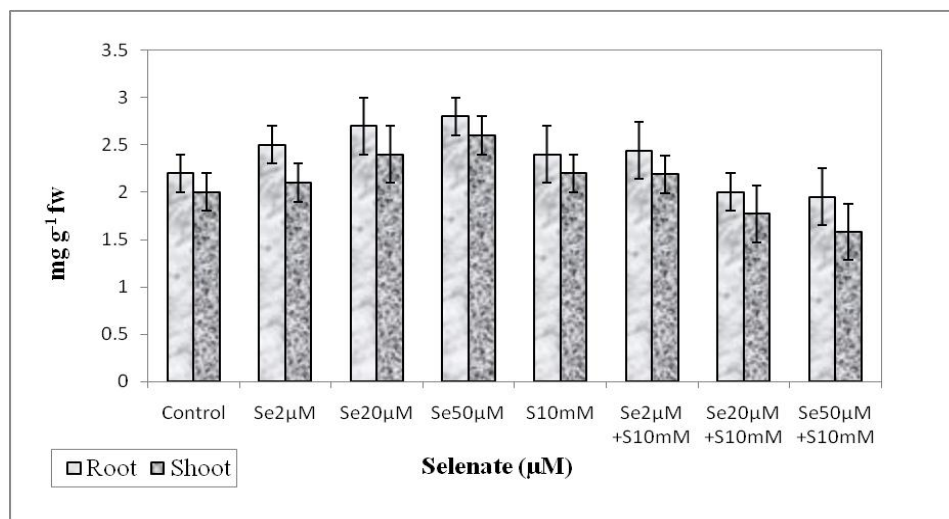 3.5
3
2.5
2
1.5
1
0.5
0
mg g⁻¹ fw
Control Se2µM Se20µM Se50µM S10mM Se2µM Se20µM Se50µM
+S10mM +S10mM +S10mM
Root Shoot
Selenate (µM)